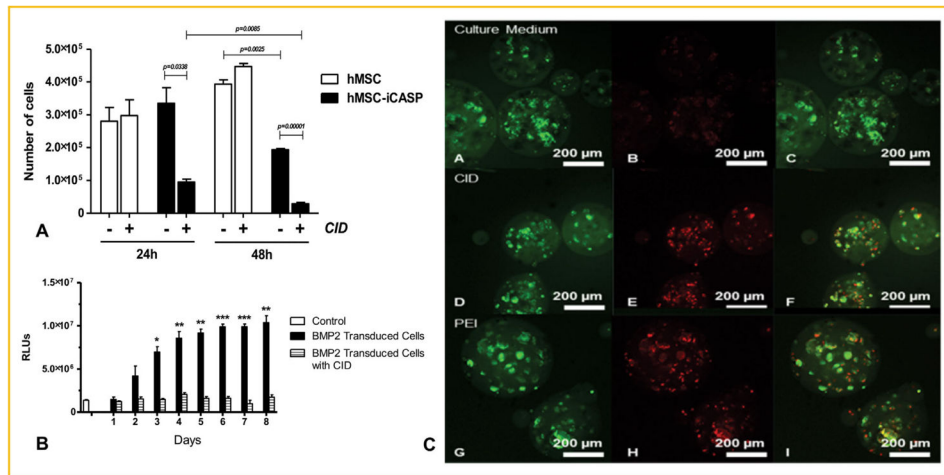 p=0.0085
p=0.0025
p=0.0338
p=0.00001
5.0×10⁵
4.0×10⁵
3.0×10⁵
2.0×10⁵
1.0×10⁵
0
Number of cells
hMSC
hMSC-iCASP
- + - + - + - + CID
24h 48h
A
1.5×10⁷
1.0×10⁷
5.0×10⁶
0
RLUs
* ** ** *** *** **
Control
BMP2 Transduced Cells
BMP2 Transduced Cells
with CID
1 2 3 4 5 6 7 8
Days
B
C
Culture Medium
A 200 µm
B 200 µm
C 200 µm
CID
D 200 µm
E 200 µm
F 200 µm
PEI
G 200 µm
H 200 µm
I 200 µm